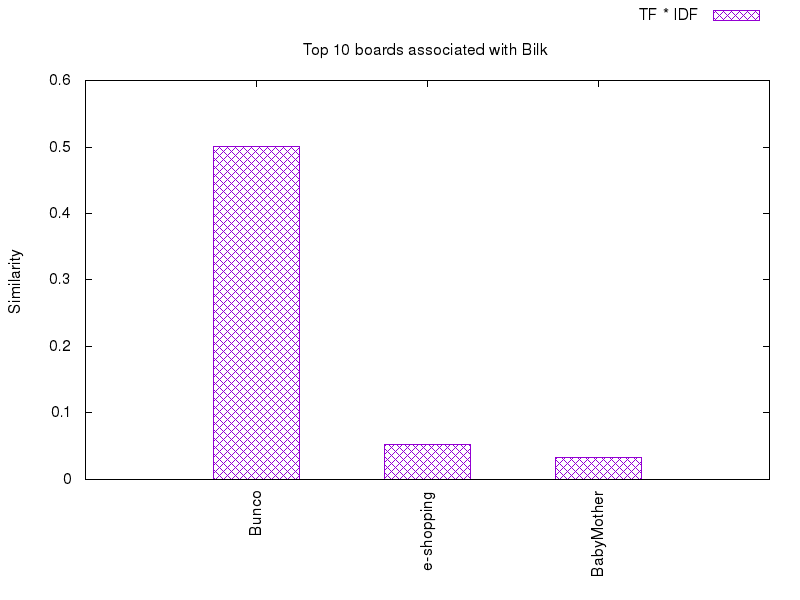 TF * IDF
Top 10 boards associated with Bilk
0.6
0.5
0.4
0.3
0.2
0.1
0
Similarity
Bunco
e-shopping
BabyMother